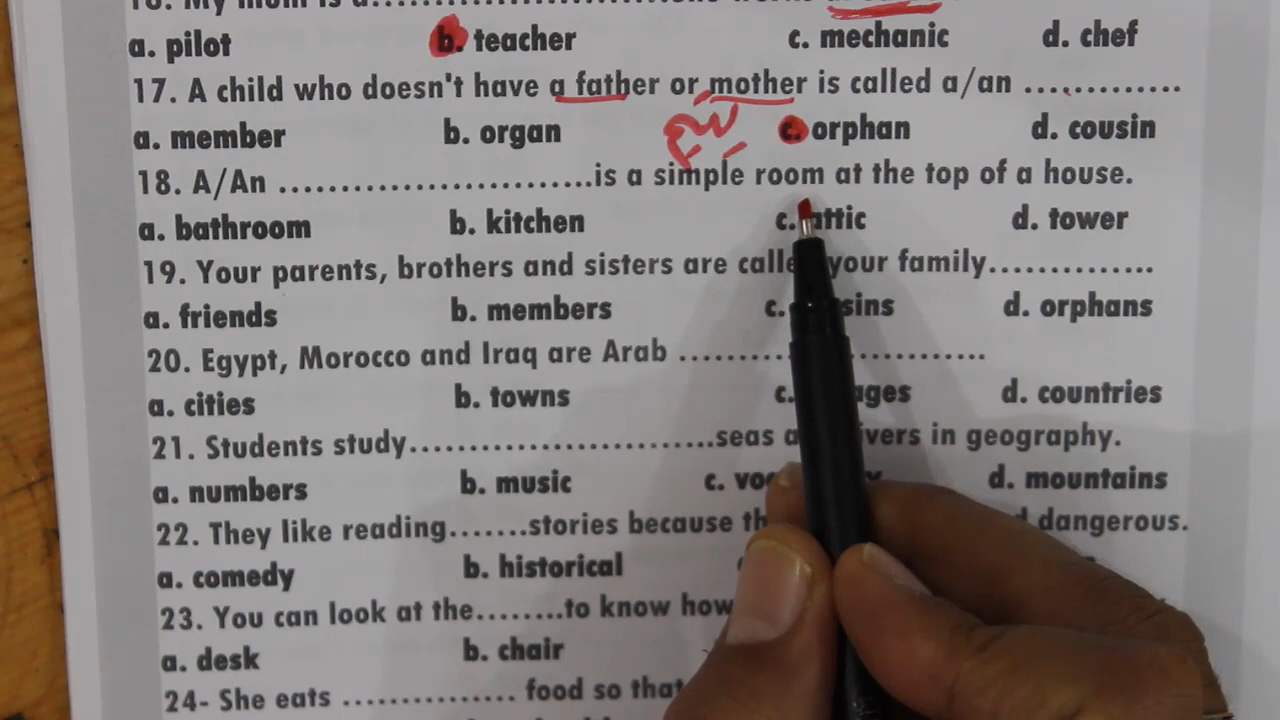 18. My mum is a
a. pilot b. teacher c. mechanic d. chef
17. A child who doesn't have a father or mother is called a/an .............
a. member b. organ c. orphan d. cousin
18. A/An ............................is a simple room at the top of a house.
a. bathroom b. kitchen c. attic d. tower
19. Your parents, brothers and sisters are called your family..............
a. friends b. members c. d. orphans
20. Egypt, Morocco and Iraq are Arab ...........................
a. cities b. towns c. d. countries
21. Students study...........................seas rivers in geography.
a. numbers b. music c. d. mountains
22. They like reading.......stories because dangerous.
a. comedy b. historical
23. You can look at the........to know how
a. desk b. chair
24- She eats ............... food so that